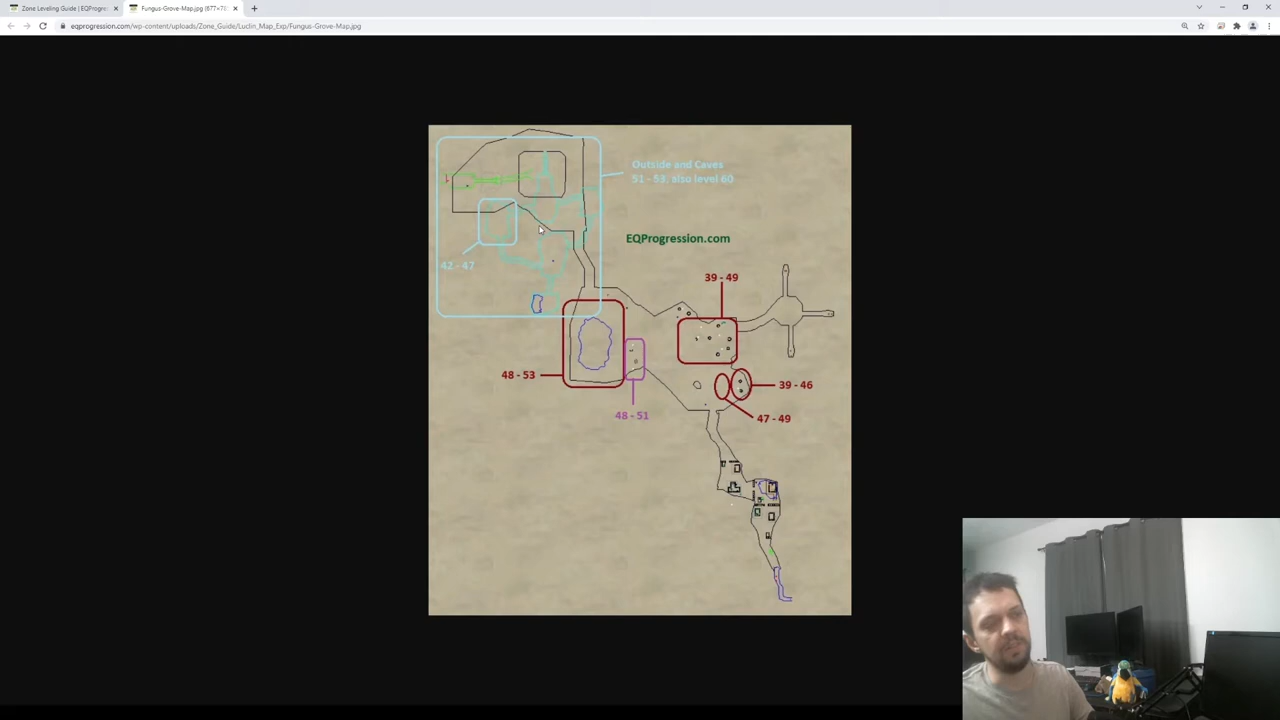 Zone Leveling Guide | EQProgres
Fungus-Grove-Map.jpg (677×78
eqprogression.com/wp-content/uploads/Zone_Guide/Luclin_Map_Exp/Fungus-Grove-Map.jpg
Outside and Caves
51 - 53, also level 60
EQProgression.com
42 - 47
39 - 49
48 - 53
39 - 46
48 - 51
47 - 49